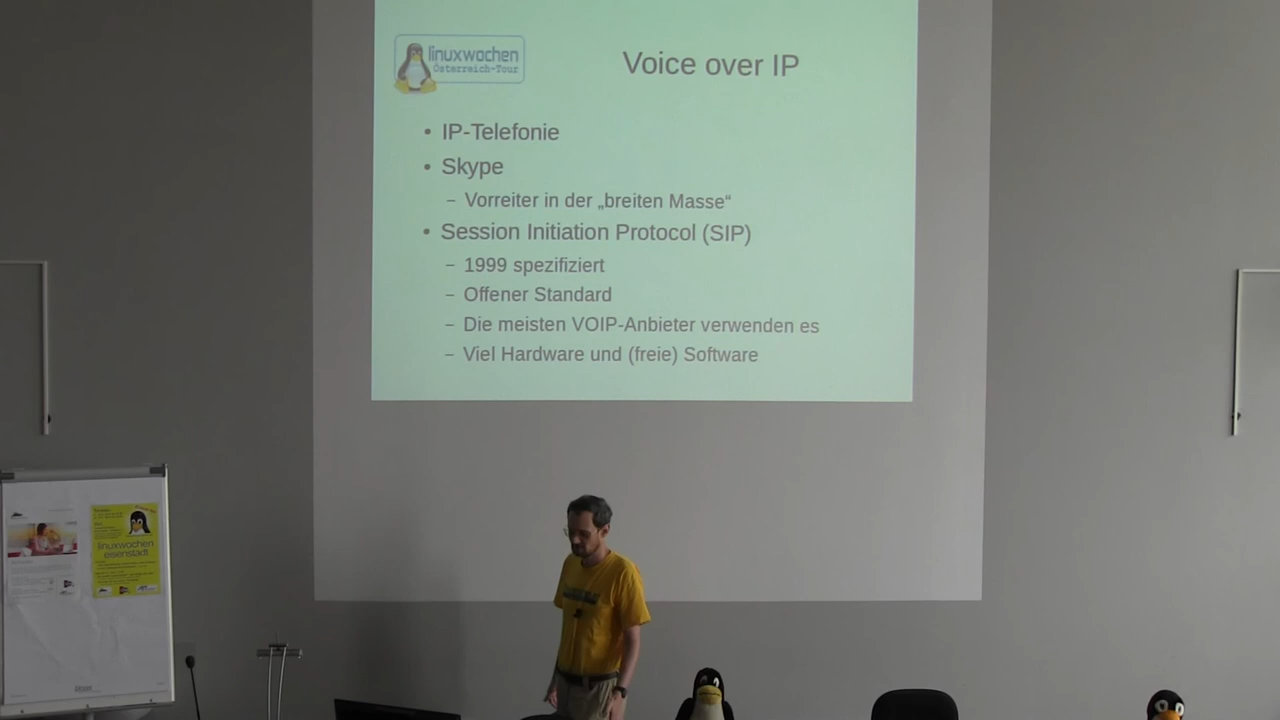 linuxwochen
Österreich-Tour
Voice over IP
• IP-Telefonie
• Skype
– Vorreiter in der „breiten Masse“
• Session Initiation Protocol (SIP)
– 1999 spezifiziert
– Offener Standard
– Die meisten VOIP-Anbieter verwenden es
– Viel Hardware und (freie) Software
linuxwochen
eisenstadt